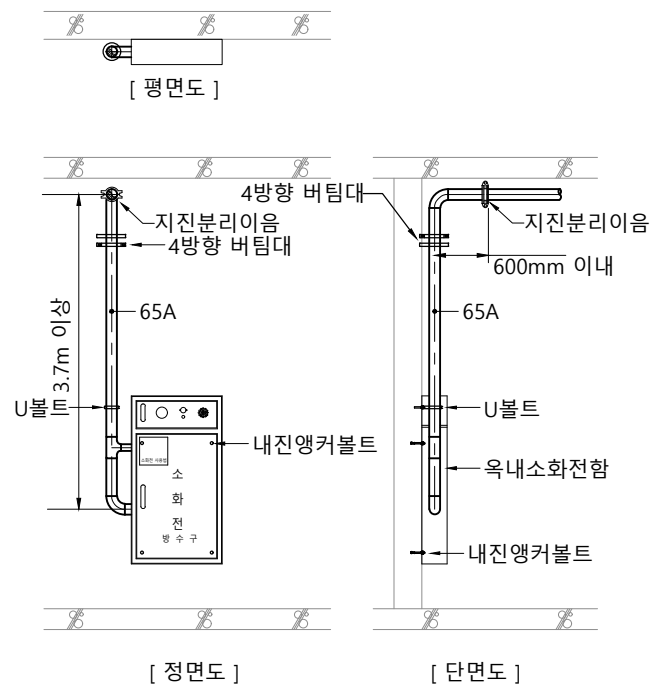 [ 평면도 ]
지진분리이음
4방향 버팀대
3.7m 이상
65A
U볼트
내진앵커볼트
소화전 사용법
소
화
전
방 수 구
[ 정면도 ]
4방향 버팀대
지진분리이음
600mm 이내
65A
U볼트
옥내소화전함
내진앵커볼트
[ 단면도 ]